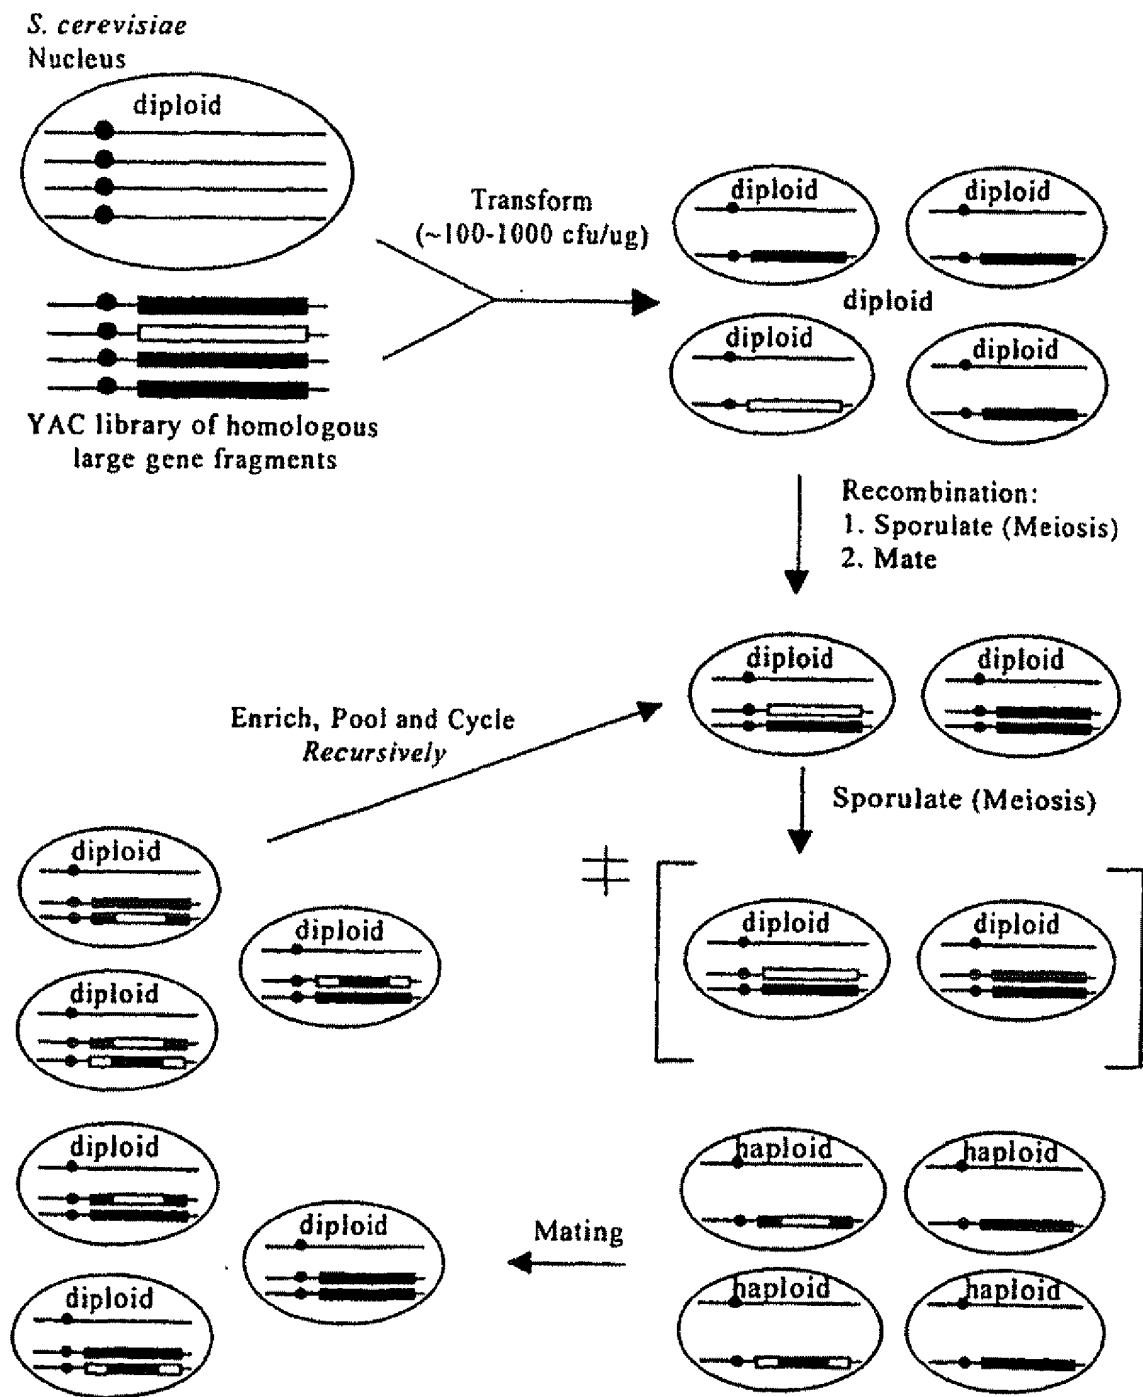 S. cerevisiae
Nucleus
diploid
YAC library of homologous
large gene fragments
Transform
(~100-1000 cfu/ug)
diploid
diploid
diploid
diploid
diploid
Recombination:
1. Sporulate (Meiosis)
2. Mate
diploid
diploid
Enrich, Pool and Cycle
Recursively
Sporulate (Meiosis)
diploid
diploid
diploid
diploid
diploid
diploid
diploid
diploid
haploid
haploid
haploid
haploid
Mating